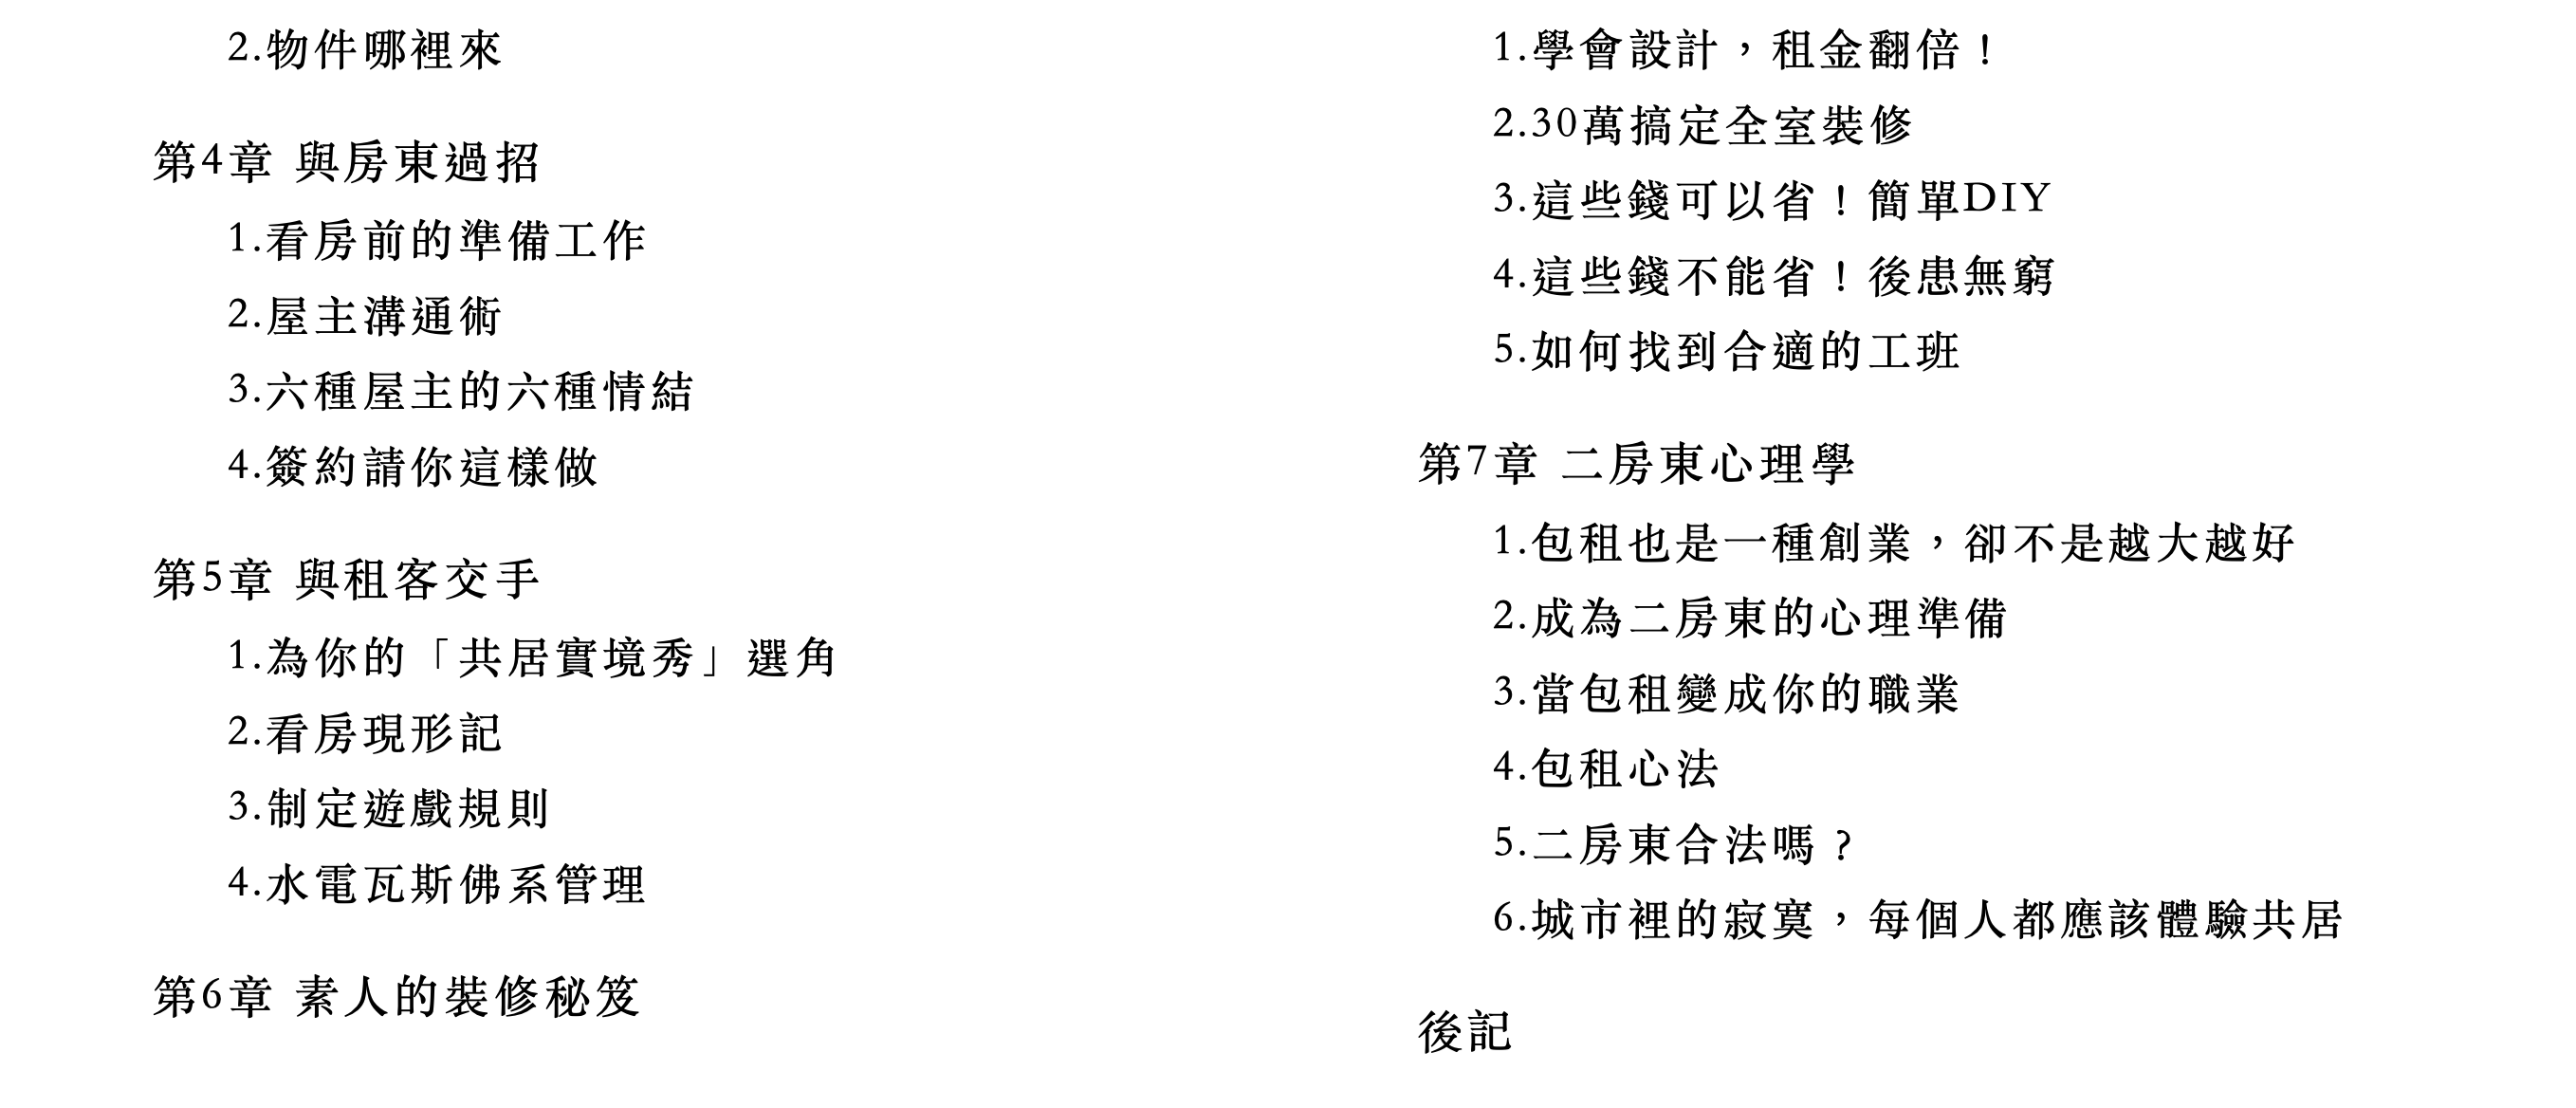 2.物件哪裡來
第4章 與房東過招
1.看房前的準備工作
2.屋主溝通術
3.六種屋主的六種情結
4.簽約請你這樣做
第5章 與租客交手
1.為你的「共居實境秀」選角
2.看房現形記
3.制定遊戲規則
4.水電瓦斯佛系管理
第6章 素人的裝修秘笈
1.學會設計，租金翻倍！
2.30萬搞定全室裝修
3.這些錢可以省！簡單DIY
4.這些錢不能省！後患無窮
5.如何找到合適的工班
第7章 二房東心理學
1.包租也是一種創業，卻不是越大越好
2.成為二房東的心理準備
3.當包租變成你的職業
4.包租心法
5.二房東合法嗎？
6.城市裡的寂寞，每個人都應該體驗共居
後記